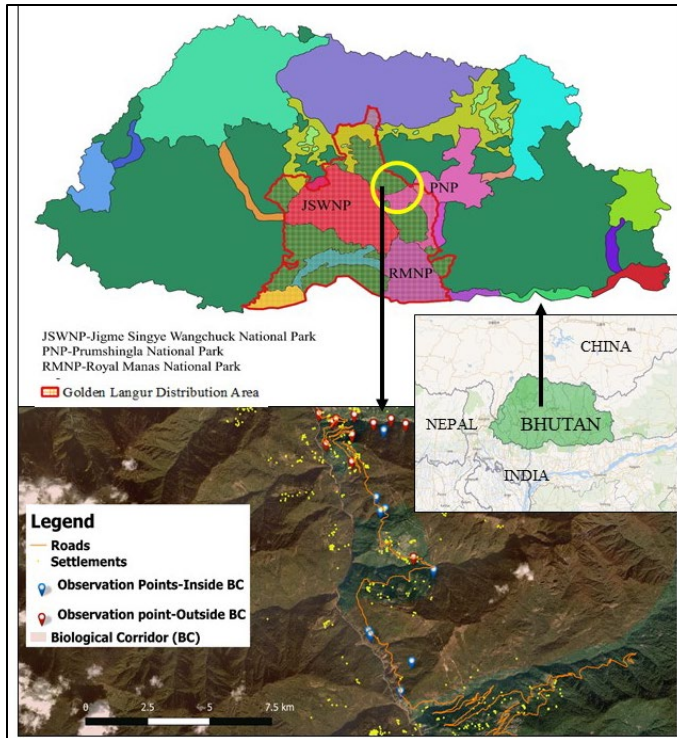 JSWNP
PNP
RMNP
JSWNP-Jigme Singye Wangchuck National Park
PNP-Prumshingla National Park
RMNP-Royal Manas National Park
Golden Langur Distribution Area
CHINA
NEPAL
BHUTAN
INDIA
Legend
Roads
Settlements
Observation Points-Inside BC
Observation point-Outside BC
Biological Corridor (BC)
0 2.5 5 7.5 km